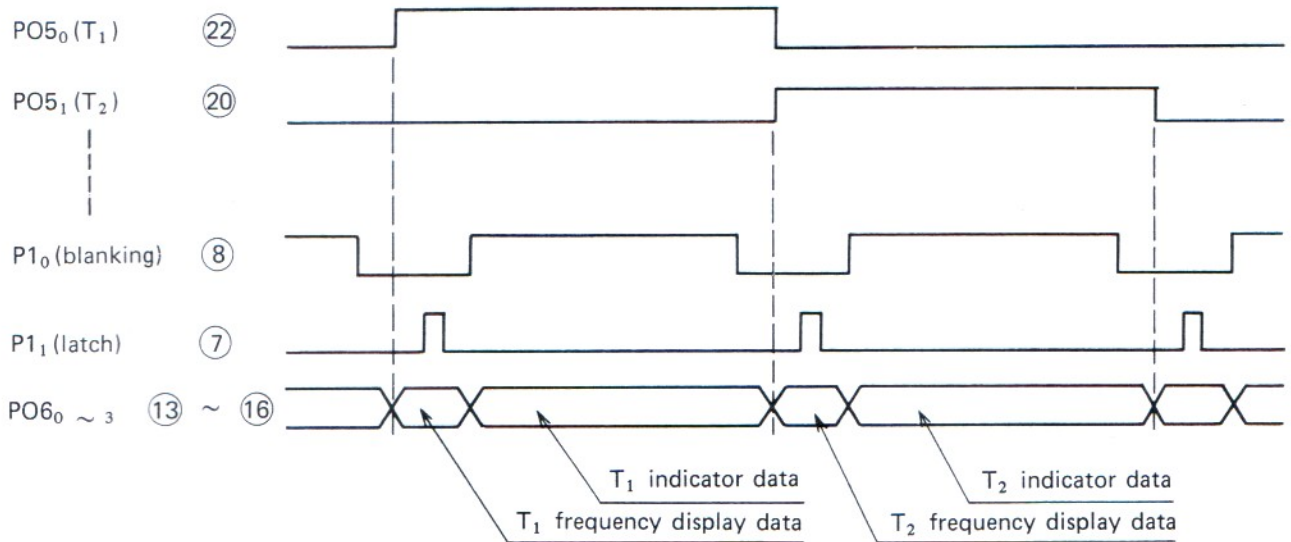 PO5₀ (T₁) ㉒
PO5₁ (T₂) ⑳
P1₀ (blanking) ⑧
P1₁ (latch) ⑦
PO6₀ ~ ₃ ⑬ ~ ⑯
T₁ indicator data
T₁ frequency display data
T₂ indicator data
T₂ frequency display data